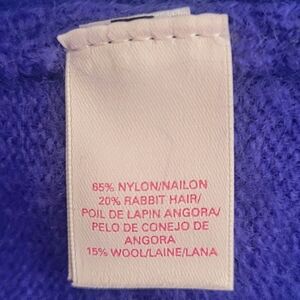 65% NYLON/NAILON
20% RABBIT HAIR/
POIL DE LAPIN ANGORA/
PELO DE CONEJO DE
ANGORA
15% WOOL/LAINE/LANA